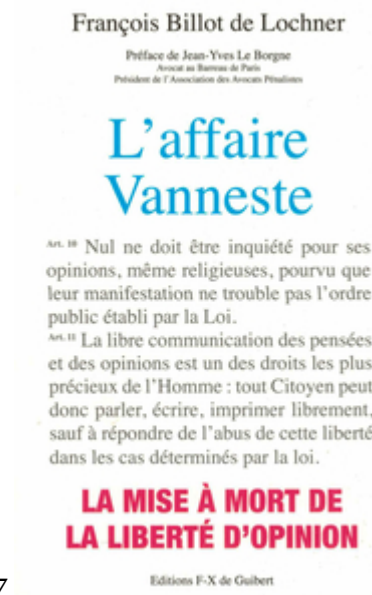 François Billot de Lochner
Préface de Jean-Yves Le Borgne
Avocat au Barreau de Paris
Président de l'Association des Avocats Pénalistes
L'affaire
Vanneste
Art. 10 Nul ne doit être inquiété pour ses
opinions, même religieuses, pourvu que
leur manifestation ne trouble pas l'ordre
public établi par la Loi.
Art. 11 La libre communication des pensées
et des opinions est un des droits les plus
précieux de l'Homme : tout Citoyen peut
donc parler, écrire, imprimer librement,
sauf à répondre de l'abus de cette liberté
dans les cas déterminés par la loi.
LA MISE À MORT DE
LA LIBERTÉ D'OPINION
Editions F-X de Guibert
7